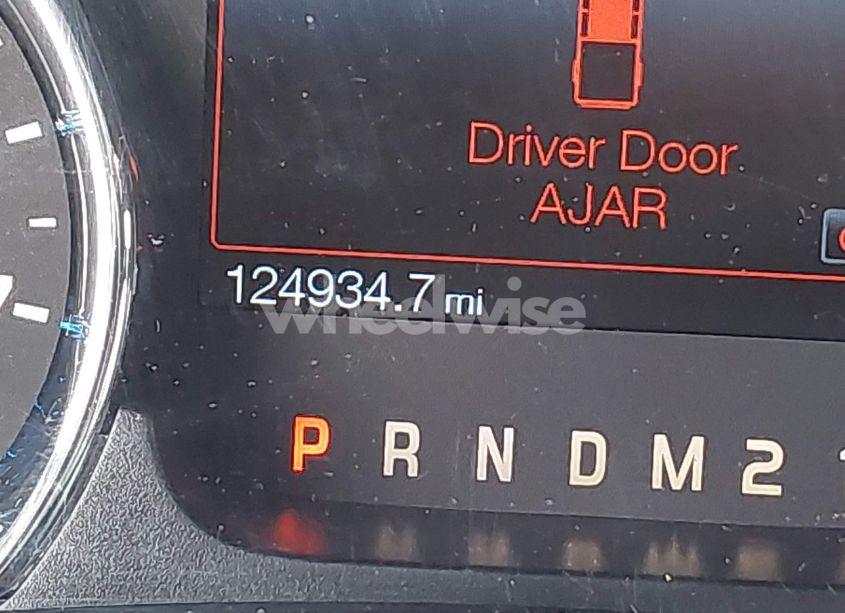 Driver Door
AJAR
124934.7 mi
wheelwise
P R N D M 2